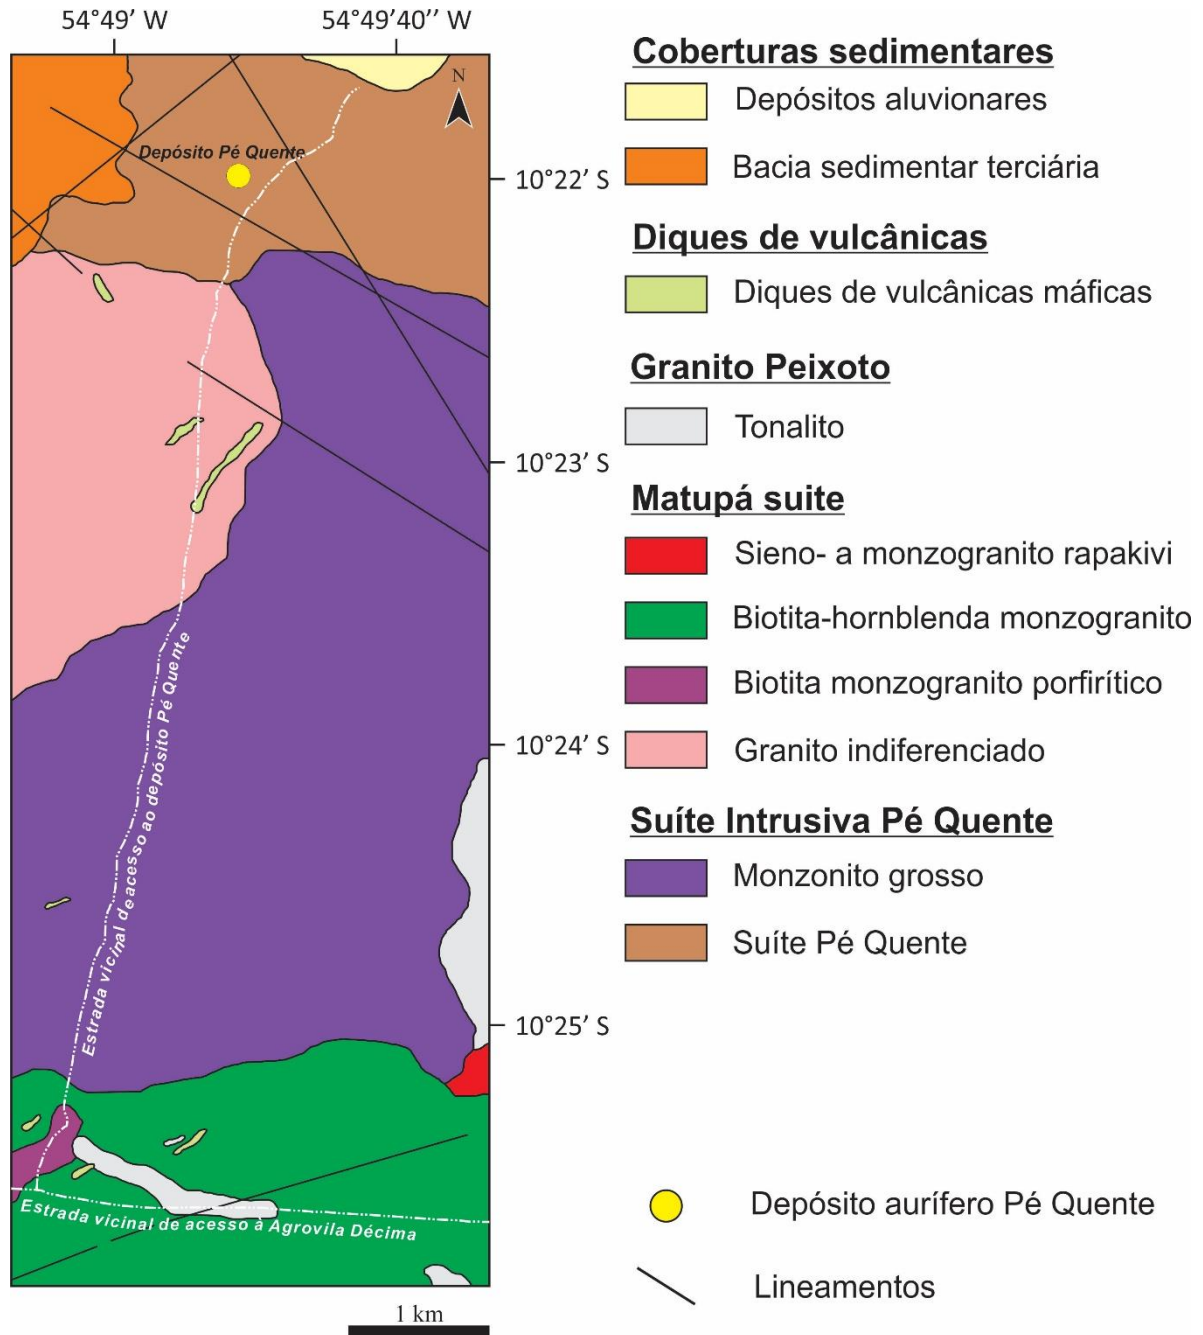 54°49' W
54°49'40'' W
N
Depósito Pé Quente
10°22' S
10°23' S
10°24' S
10°25' S
Estrada vicinal de acesso ao depósito Pé Quente
Estrada vicinal de acesso à Agrovila Décima
1 km
Coberturas sedimentares
Depósitos aluvionares
Bacia sedimentar terciária
Diques de vulcânicas
Diques de vulcânicas máficas
Granito Peixoto
Tonalito
Matupá suite
Sieno- a monzogranito rapakivi
Biotita-hornblenda monzogranito
Biotita monzogranito porfirítico
Granito indiferenciado
Suíte Intrusiva Pé Quente
Monzonito grosso
Suíte Pé Quente
Depósito aurífero Pé Quente
Lineamentos